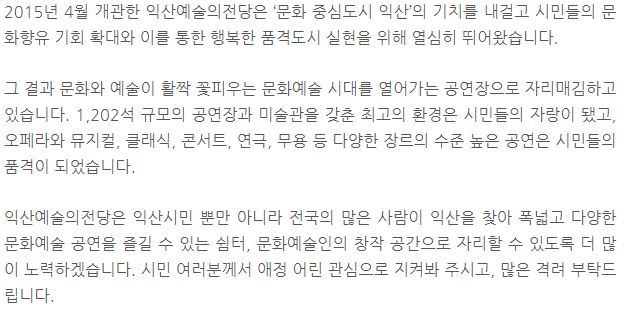 2015년 4월 개관한 익산예술의전당은 '문화 중심도시 익산'의 기치를 내걸고 시민들의 문
화향유 기회 확대와 이를 통한 행복한 품격도시 실현을 위해 열심히 뛰어왔습니다.
그 결과 문화와 예술이 활짝 꽃피우는 문화예술 시대를 열어가는 공연장으로 자리매김하고
있습니다. 1,202석 규모의 공연장과 미술관을 갖춘 최고의 환경은 시민들의 자랑이 됐고,
오페라와 뮤지컬, 클래식, 콘서트, 연극, 무용 등 다양한 장르의 수준 높은 공연은 시민들의
품격이 되었습니다.
익산예술의전당은 익산시민 뿐만 아니라 전국의 많은 사람이 익산을 찾아 폭넓고 다양한
문화예술 공연을 즐길 수 있는 쉼터, 문화예술인의 창작 공간으로 자리할 수 있도록 더 많
이 노력하겠습니다. 시민 여러분께서 애정 어린 관심으로 지켜봐 주시고, 많은 격려 부탁드
립니다.